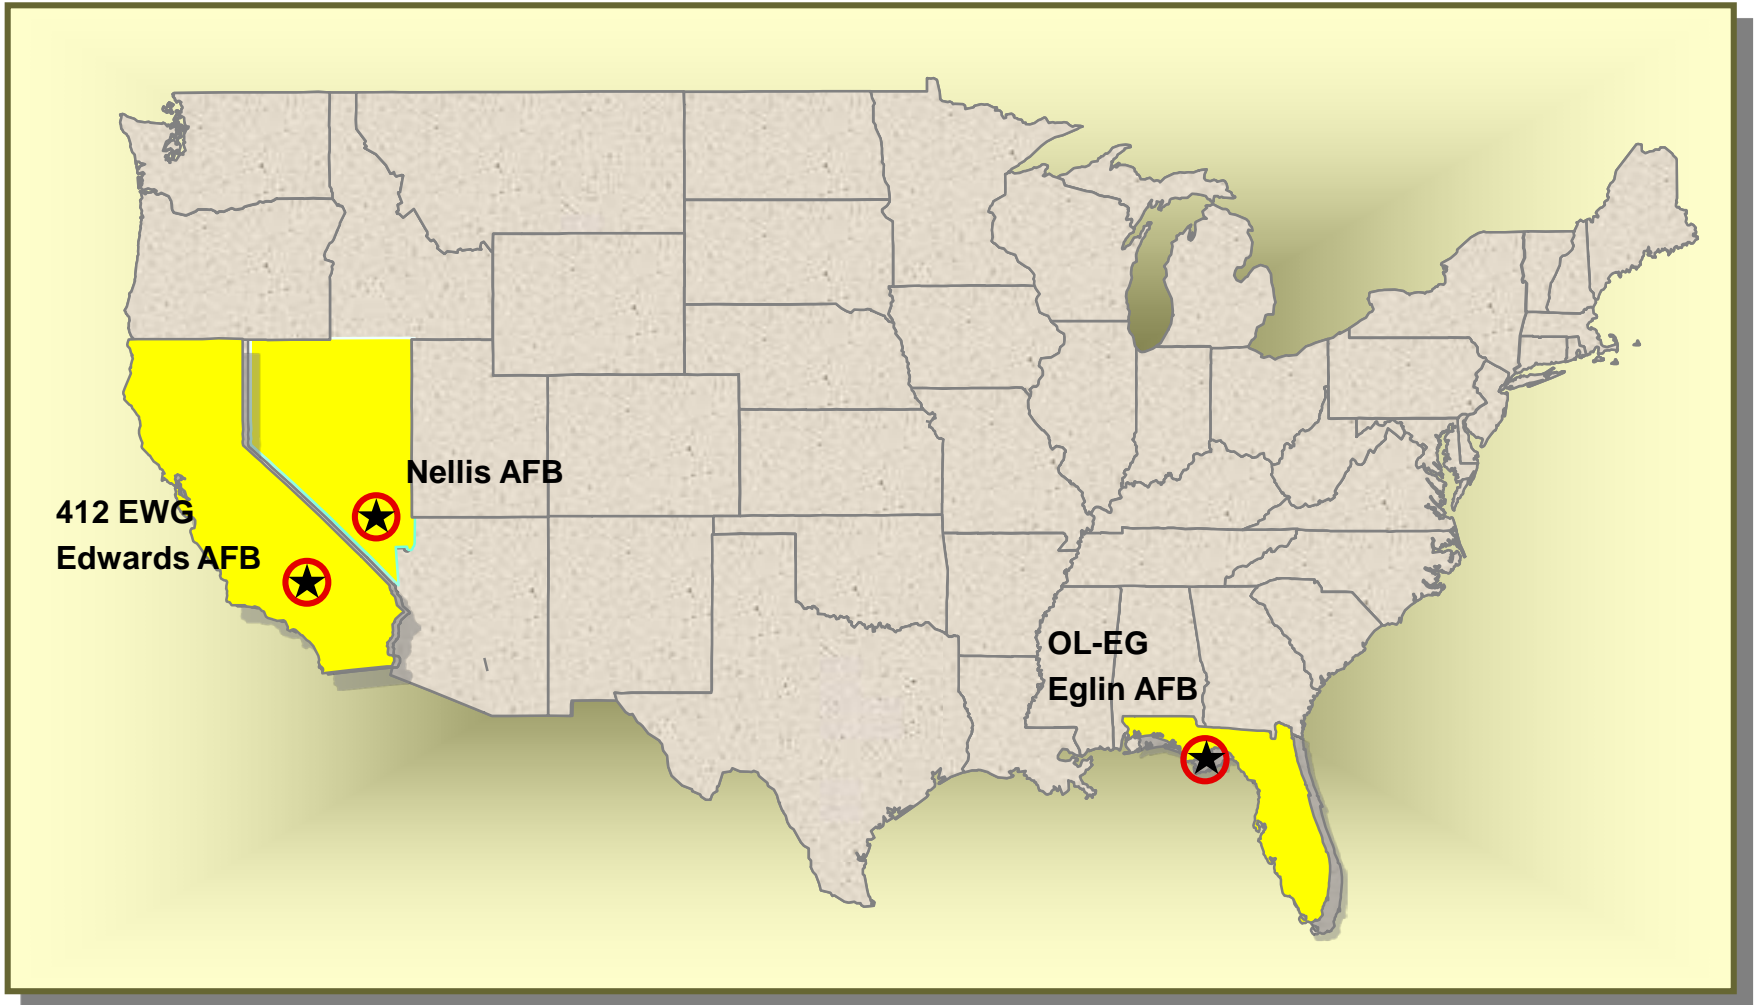 Nellis AFB
412 EWG
Edwards AFB
OL-EG
Eglin AFB